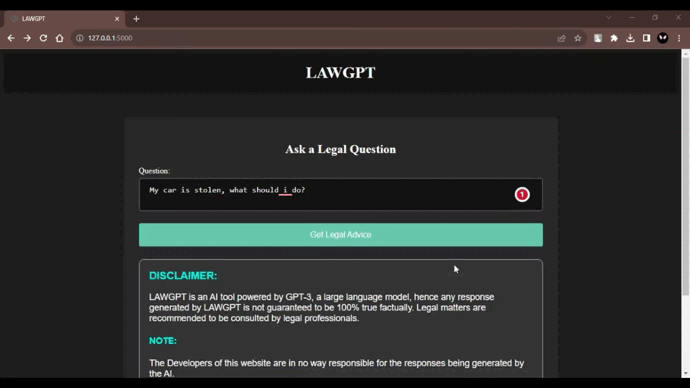 LAWGPT
127.0.0.1:5000
LAWGPT
Ask a Legal Question
Question:
My car is stolen, what should i do?
1
Get Legal Advice
DISCLAIMER:
LAWGPT is an AI tool powered by GPT-3, a large language model, hence any response
generated by LAWGPT is not guaranteed to be 100% true factually. Legal matters are
recommended to be consulted by legal professionals.
NOTE:
The Developers of this website are in no way responsible for the responses being generated by
the AI.